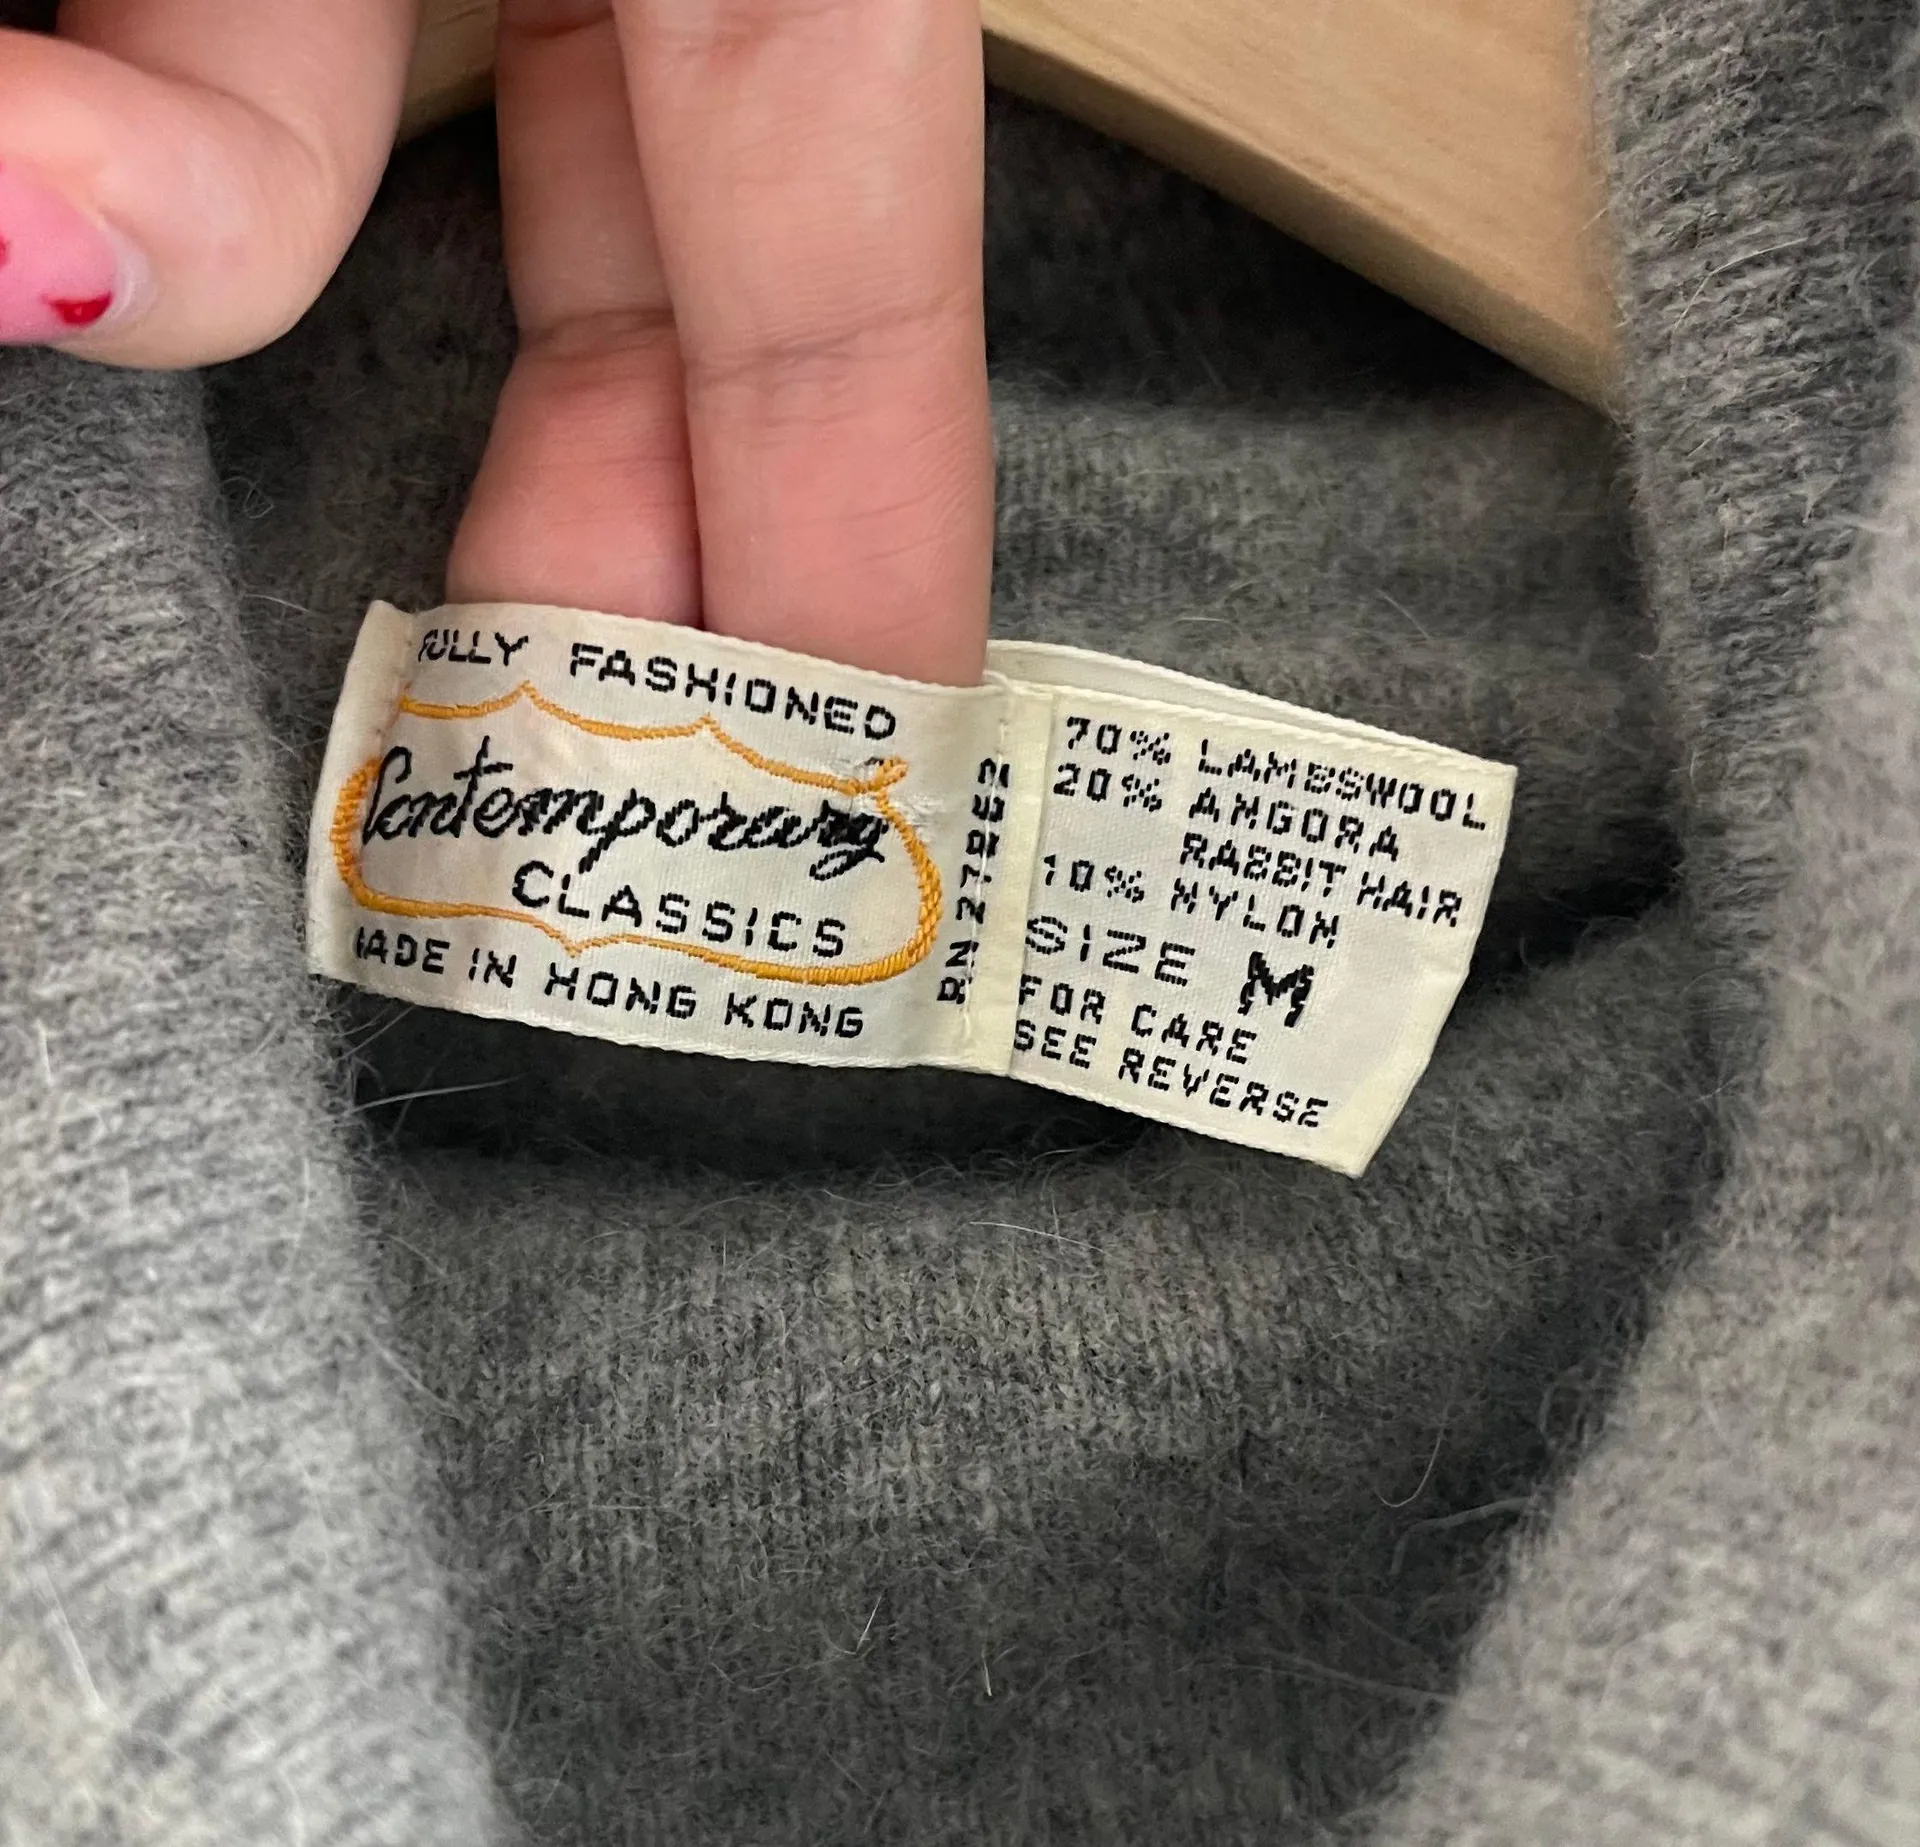 FULLY FASHIONED
Contemporary
CLASSICS
MADE IN HONG KONG
70% LAMBSWOOL
20% ANGORA
RABBIT HAIR
10% NYLON
SIZE M
FOR CARE
SEE REVERSE